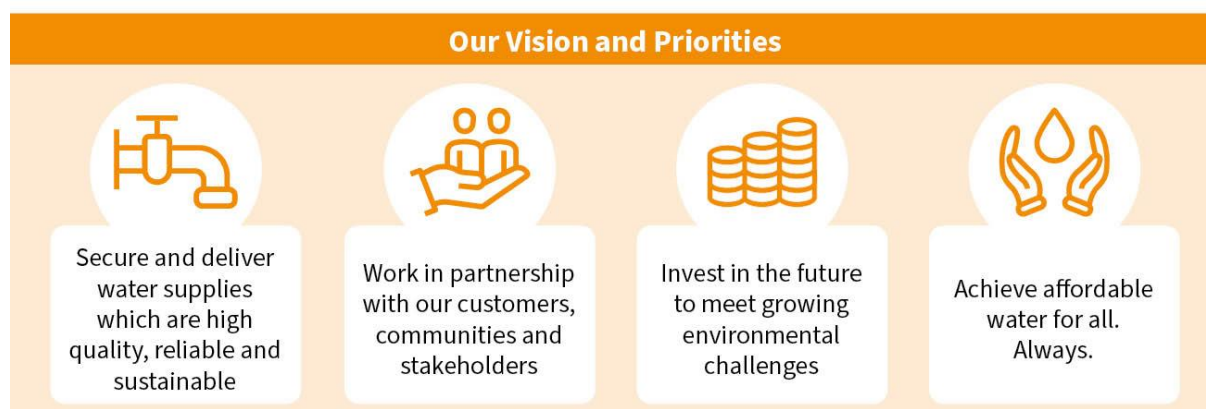 Our Vision and Priorities
Secure and deliver
water supplies
which are high
quality, reliable and
sustainable
Work in partnership
with our customers,
communities and
stakeholders
Invest in the future
to meet growing
environmental
challenges
Achieve affordable
water for all.
Always.